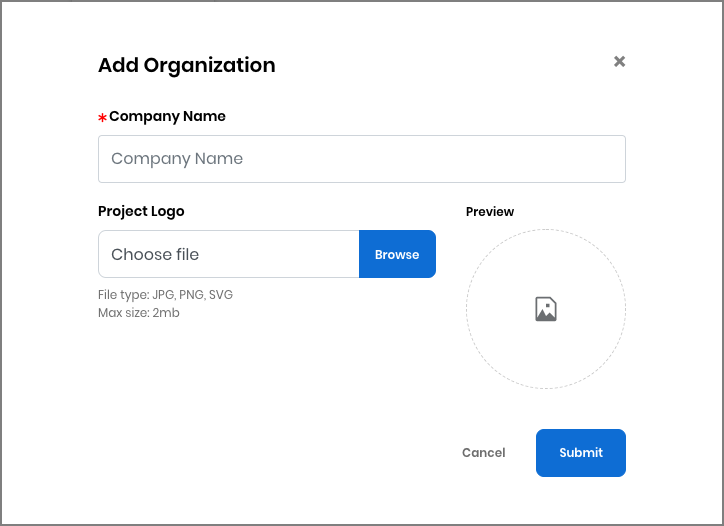 Add Organization
×
*Company Name
Company Name
Project Logo
Preview
Choose file
Browse
File type: JPG, PNG, SVG
Max size: 2mb
Cancel
Submit